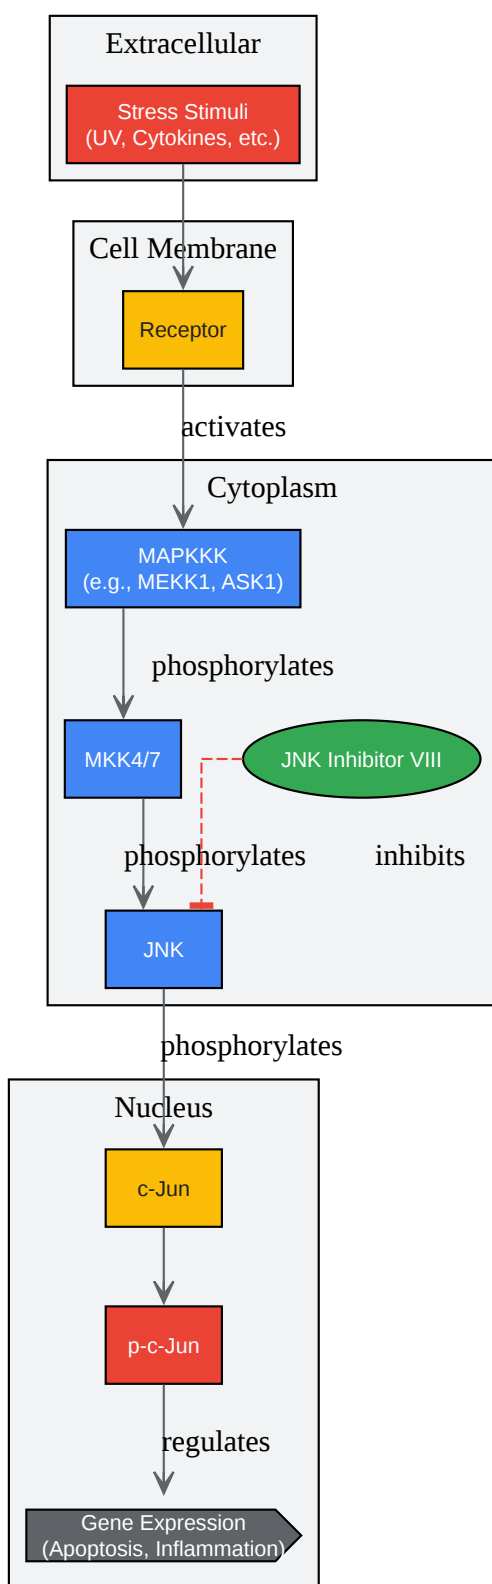 Extracellular
Stress Stimuli
(UV, Cytokines, etc.)
Cell Membrane
Receptor
activates
Cytoplasm
MAPKKK
(e.g., MEKK1, ASK1)
phosphorylates
MKK4/7
JNK Inhibitor VIII
phosphorylates
inhibits
JNK
phosphorylates
Nucleus
c-Jun
p-c-Jun
regulates
Gene Expression
(Apoptosis, Inflammation)